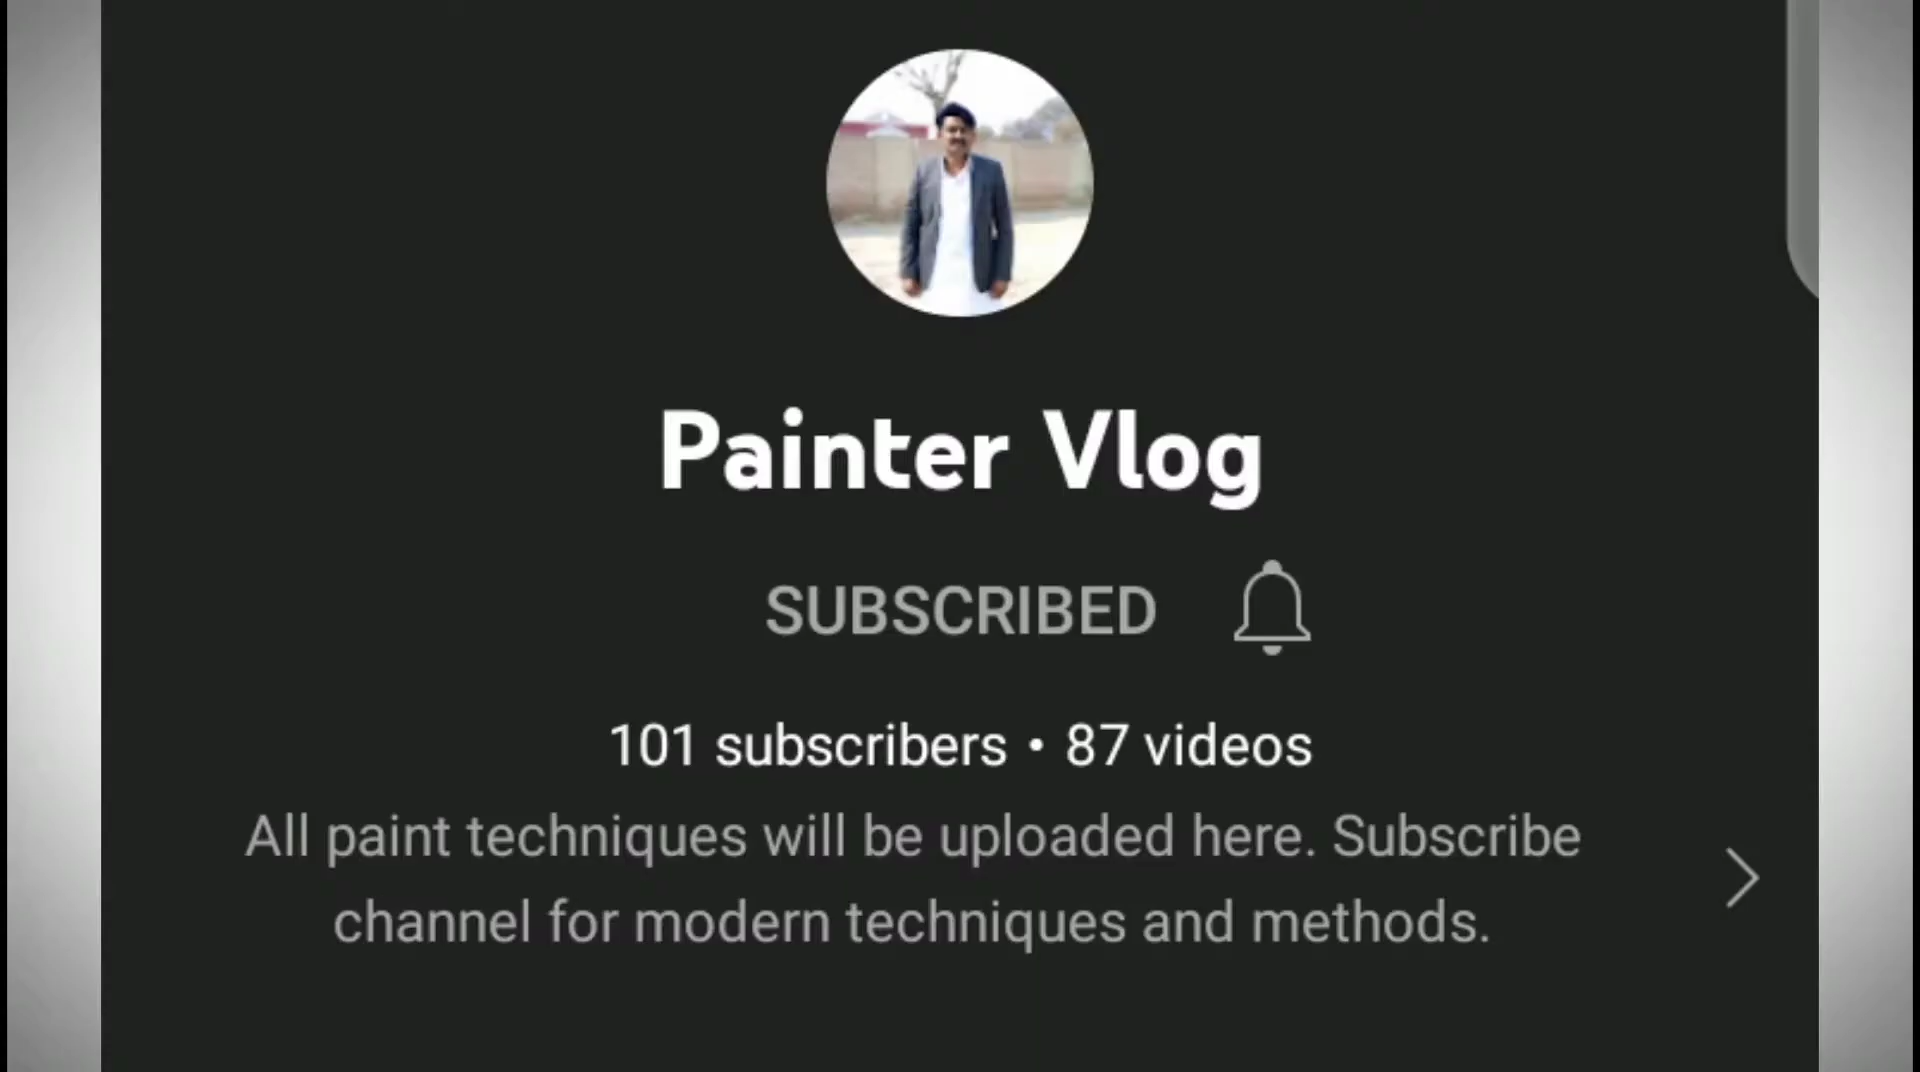 Painter Vlog
SUBSCRIBED
101 subscribers • 87 videos
All paint techniques will be uploaded here. Subscribe
channel for modern techniques and methods.